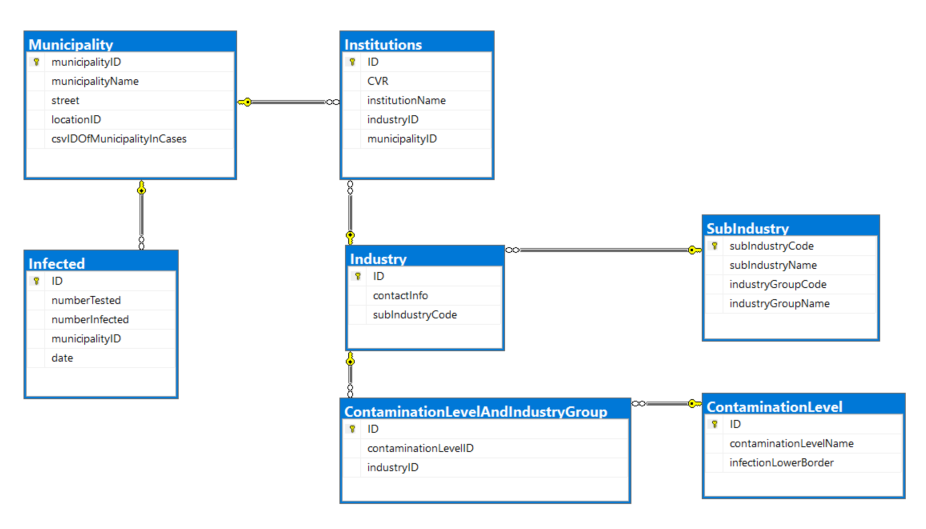 Municipality
municipalityID
municipalityName
street
locationID
csvIDOfMunicipalityInCases
Institutions
ID
CVR
institutionName
industryID
municipalityID
Infected
ID
numberTested
numberInfected
municipalityID
date
Industry
ID
contactInfo
subIndustryCode
SubIndustry
subIndustryCode
subIndustryName
industryGroupCode
industryGroupName
ContaminationLevelAndIndustryGroup
ID
contaminationLevelID
industryID
ContaminationLevel
ID
contaminationLevelName
infectionLowerBorder